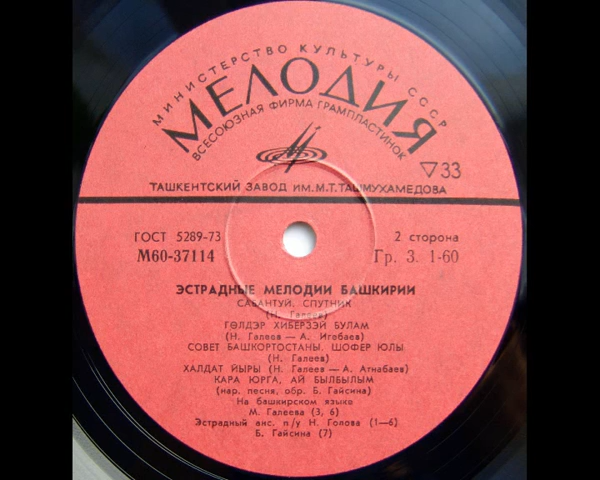 МИНИСТЕРСТВО КУЛЬТУРЫ СССР
МЕЛОДИЯ
ВСЕСОЮЗНАЯ ФИРМА ГРАМПЛАСТИНОК
▽33
ТАШКЕНТСКИЙ ЗАВОД ИМ. М.Т. ТАШМУХАМЕДОВА
ГОСТ 5289-73
2 сторона
М60-37114
Гр. 3. 1-60
ЭСТРАДНЫЕ МЕЛОДИИ БАШКИРИИ
САБАНТУЙ, СПУТНИК
(Н. Галеев)
ГӨЛДЭР ХИБЕРЗЭЙ БУЛАМ
(Н. Галеев — А. Игебаев)
СОВЕТ БАШКОРТОСТАНЫ, ШОФЕР ЮЛЫ
(Н. Галеев)
ХАЛДАТ ЙЫРЫ (Н. Галеев — А. Атнабаев)
КАРА ЮРГА, АЙ БЫЛБЫЛЫМ
(нар. песня, обр. Б. Гайсина)
На башкирском языке
М. Галеева (3, 6)
Эстрадный анс. п/у Н. Голова (1—6)
Б. Гайсина (7)